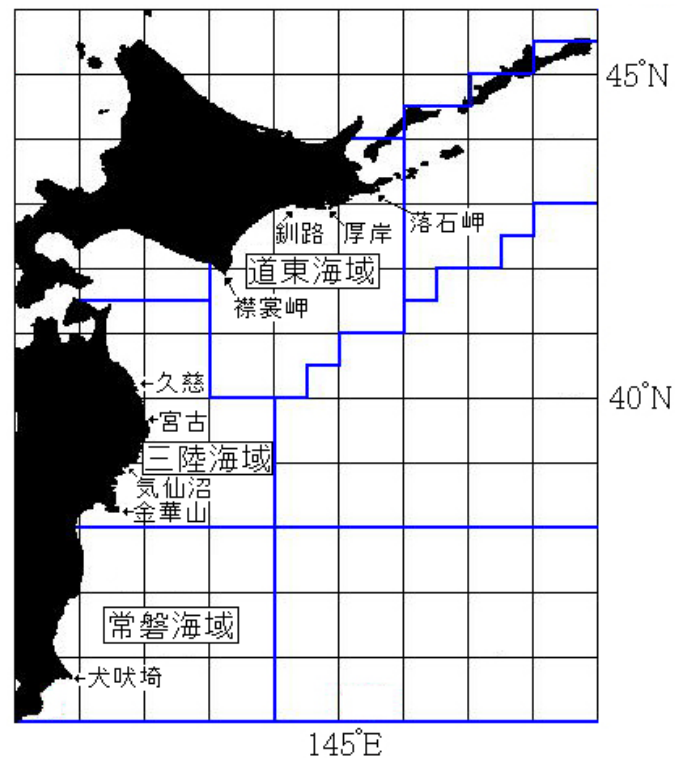 45°N
落石岬
釧路
厚岸
道東海域
襟裳岬
久慈
40°N
宮古
三陸海域
気仙沼
金華山
常磐海域
犬吠埼
145°E